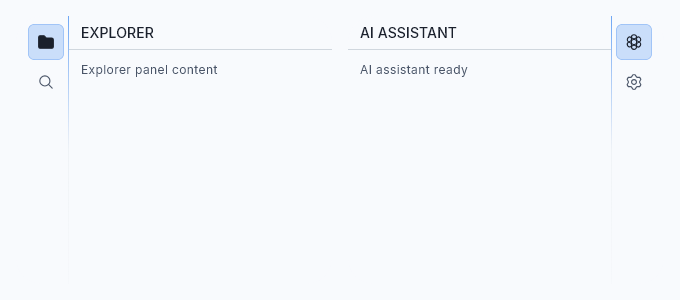 EXPLORER
Explorer panel content
AI ASSISTANT
AI assistant ready